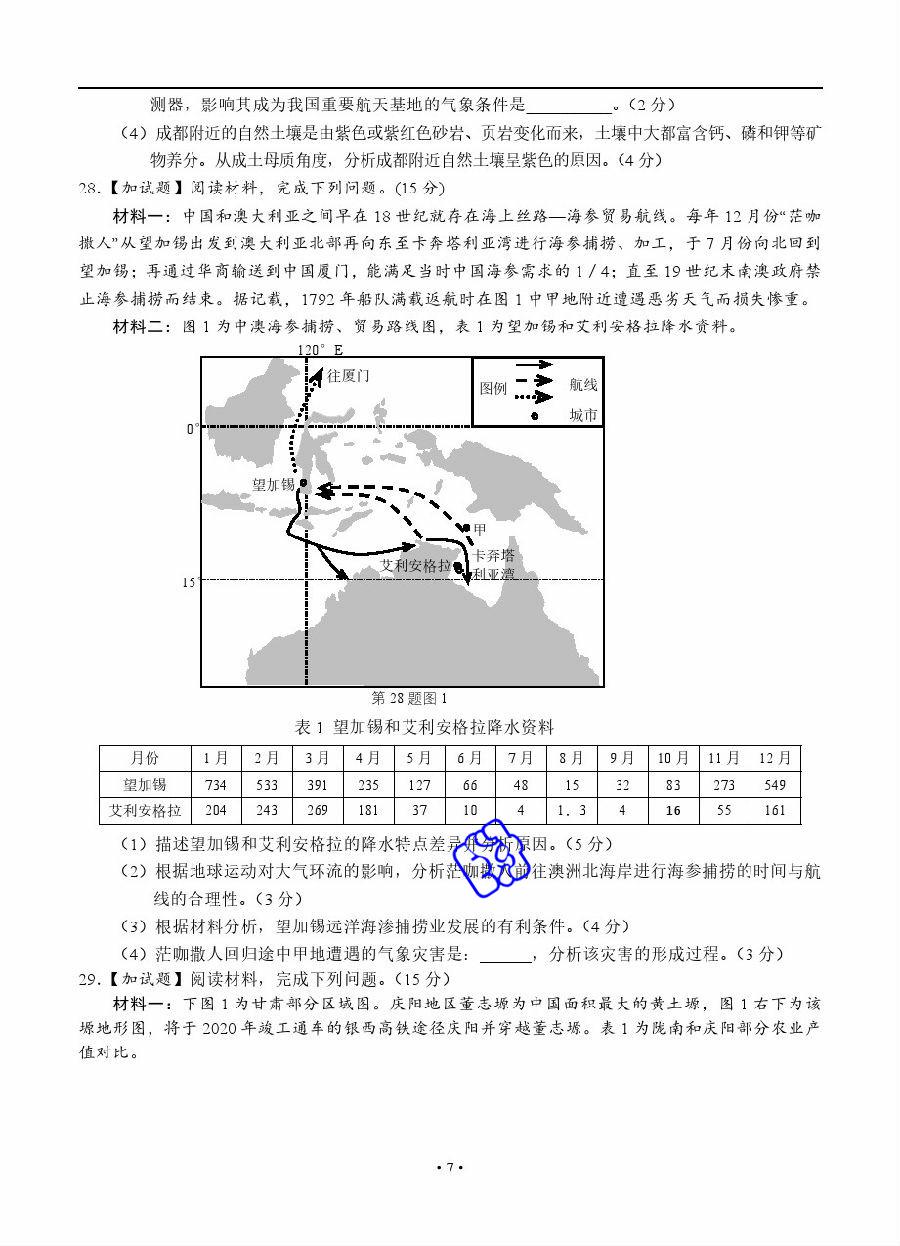 测器，影响其成为我国重要航天基地的气象条件是__________。（2 分）
（4）成都附近的自然土壤是由紫色或紫红色砂岩、页岩变化而来，土壤中大都富含钙、磷和钾等矿
物养分。从成土母质角度，分析成都附近自然土壤呈紫色的原因。（4 分）
28.【加试题】阅读材料，完成下列问题。(15 分)
材料一：中国和澳大利亚之间早在 18 世纪就存在海上丝路—海参贸易航线。每年 12 月份“茫咖
撒人”从望加锡出发到澳大利亚北部再向东至卡奔塔利亚湾进行海参捕捞、加工，于 7 月份向北回到
望加锡；再通过华商输送到中国厦门，能满足当时中国海参需求的 1／4；直至 19 世纪末南澳政府禁
止海参捕捞而结束。据记载，1792 年船队满载返航时在图 1 中甲地附近遭遇恶劣天气而损失惨重。
材料二：图 1 为中澳海参捕捞、贸易路线图，表 1 为望加锡和艾利安格拉降水资料。
120° E
往厦门
图例
航线
城市
0°
望加锡
甲
卡奔塔
利亚湾
艾利安格拉
15°
第 28 题图 1
表 1 望加锡和艾利安格拉降水资料
月份 1 月 2 月 3 月 4 月 5 月 6 月 7 月 8 月 9 月 10 月 11 月 12 月
望加锡 734 533 391 235 127 66 48 15 32 83 273 549
艾利安格拉 204 243 269 181 37 10 4 1．3 4 16 55 161
（1）描述望加锡和艾利安格拉的降水特点差异并分析原因。（5 分）
（2）根据地球运动对大气环流的影响，分析茫咖撒人前往澳洲北海岸进行海参捕捞的时间与航
线的合理性。（3 分）
（3）根据材料分析，望加锡远洋海渗捕捞业发展的有利条件。（4 分）
（4）茫咖撒人回归途中甲地遭遇的气象灾害是：______，分析该灾害的形成过程。（3 分）
29.【加试题】阅读材料，完成下列问题。（15 分）
材料一：下图 1 为甘肃部分区域图。庆阳地区董志塬为中国面积最大的黄土塬，图 1 右下为该
塬地形图，将于 2020 年竣工通车的银西高铁途径庆阳并穿越董志塬。表 1 为陇南和庆阳部分农业产
值对比。
·7·